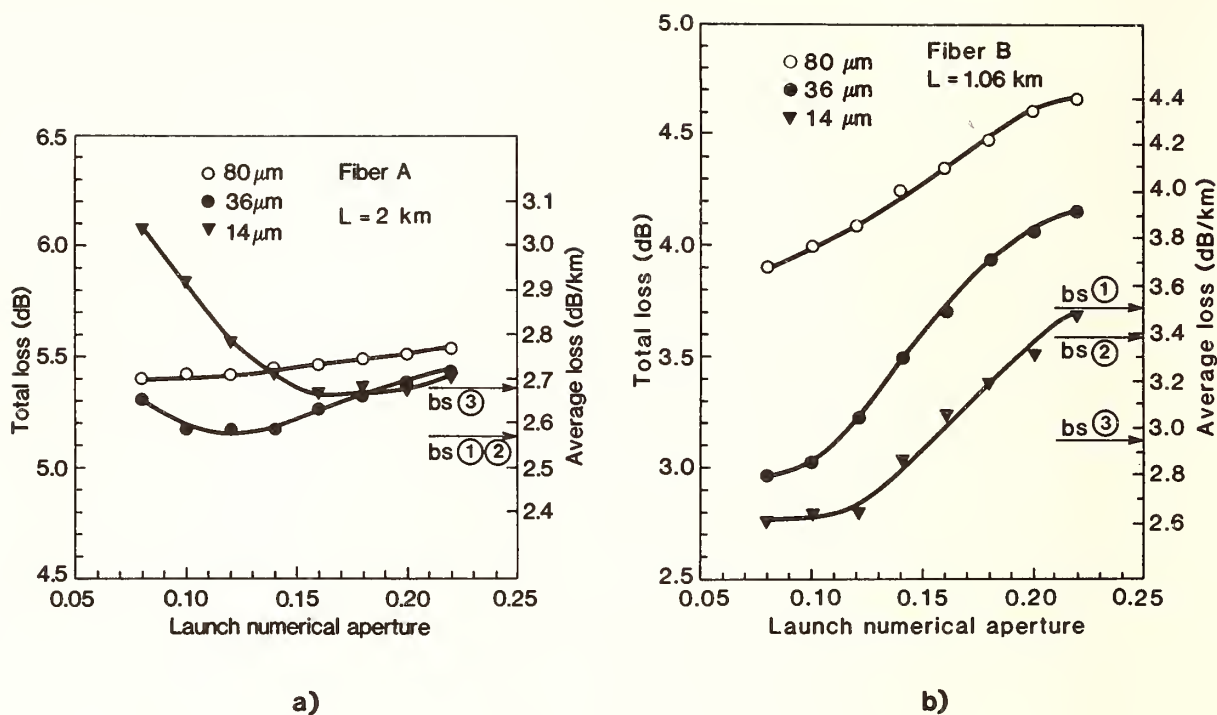 6.5
6.0
5.5
5.0
4.5
Total loss (dB)
80 μm
36 μm
14 μm
Fiber A
L = 2 km
3.1
3.0
2.9
2.8
2.7
2.6
2.5
2.4
Average loss (dB/km)
bs ③
bs ① ②
0.05 0.10 0.15 0.20 0.25
Launch numerical aperture
a)
5.0
4.5
4.0
3.5
3.0
2.5
Total loss (dB)
80 μm
36 μm
14 μm
Fiber B
L = 1.06 km
4.4
4.2
4.0
3.8
3.6
3.4
3.2
3.0
2.8
2.6
Average loss (dB/km)
bs ①
bs ②
bs ③
0.05 0.10 0.15 0.20 0.25
Launch numerical aperture
b)